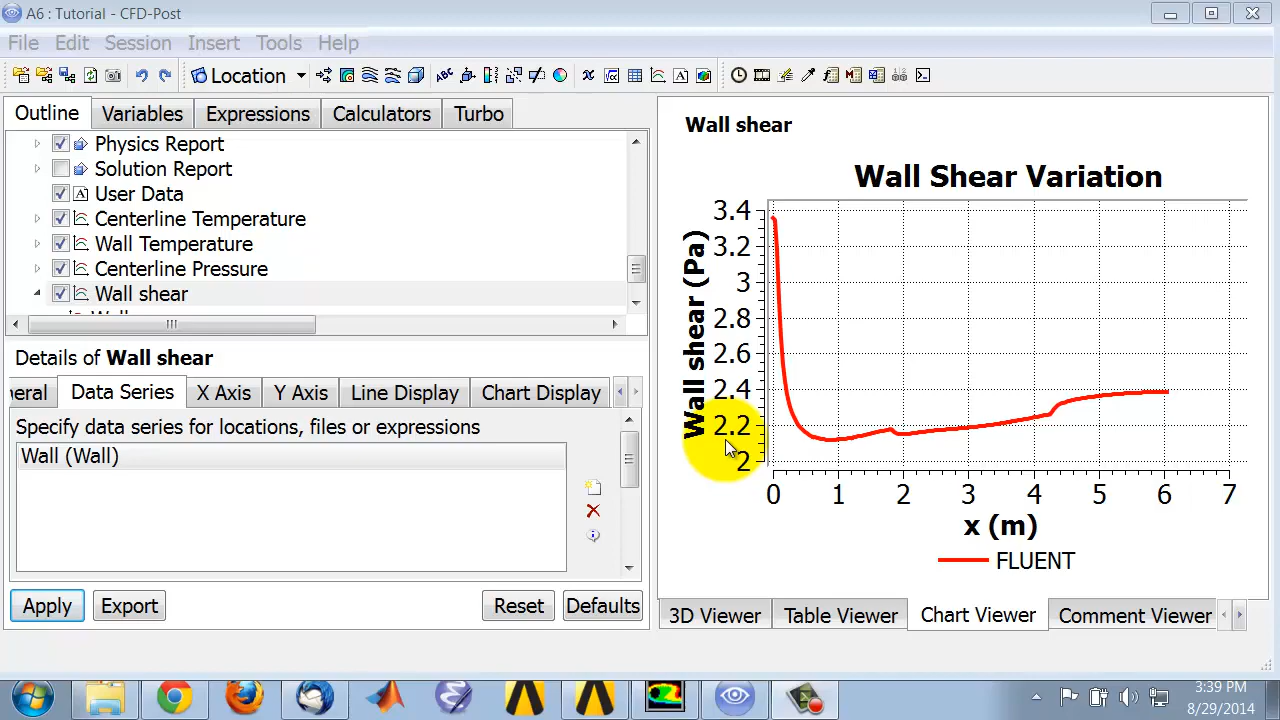 A6 : Tutorial - CFD-Post
File Edit Session Insert Tools Help
Location
Outline Variables Expressions Calculators Turbo
Physics Report
Solution Report
User Data
Centerline Temperature
Wall Temperature
Centerline Pressure
Wall shear
Details of Wall shear
Data Series X Axis Y Axis Line Display Chart Display
Specify data series for locations, files or expressions
Wall (Wall)
Apply Export Reset Defaults
Wall shear
Wall Shear Variation
Wall shear (Pa)
3.4
3.2
3
2.8
2.6
2.4
2.2
2
0 1 2 3 4 5 6 7
x (m)
FLUENT
3D Viewer Table Viewer Chart Viewer Comment Viewer
3:39 PM
8/29/2014